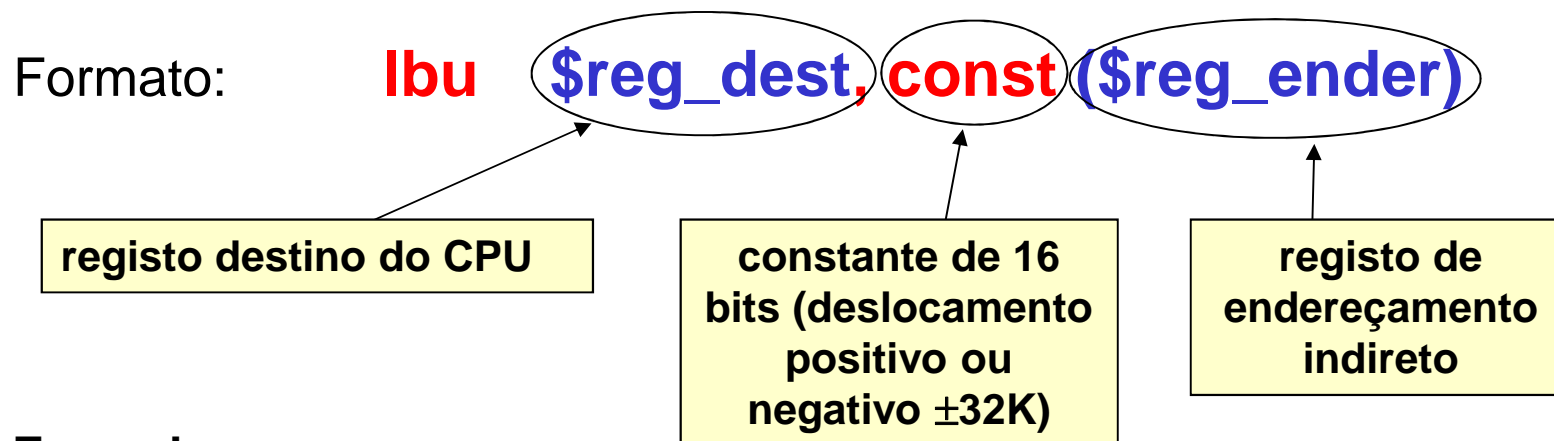 Formato: lbu $reg_dest, const ($reg_ender)
registo destino do CPU
constante de 16
bits (deslocamento
positivo ou
negativo ±32K)
registo de
endereçamento
indireto